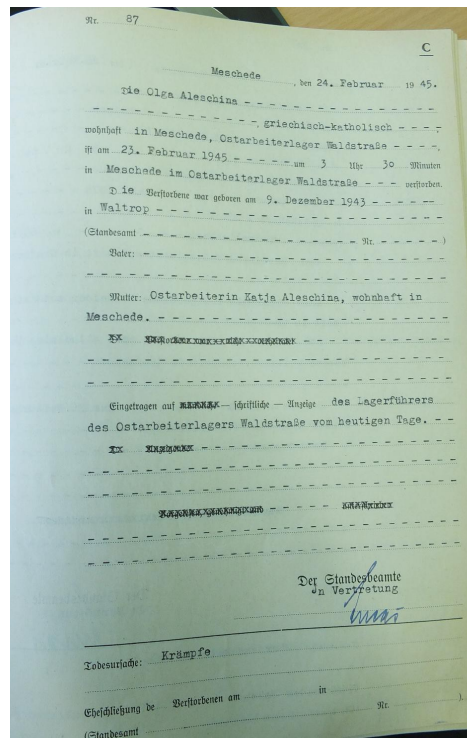 Nr. 87
C
Meschede, den 24. Februar 1945.
Die Olga Aleschina – – – – – – – – – – – – – – – –
– – – – – – – – – – – – –, griechisch-katholisch – – – –,
wohnhaft in Meschede, Ostarbeiterlager Waldstraße – – – –,
ist am 23. Februar 1945 – – – – – um 3 Uhr 30 Minuten
in Meschede im Ostarbeiterlager Waldstraße – – – verstorben.
Die Verstorbene war geboren am 9. Dezember 1943 – – – – –
in Waltrop – – – – – – – – – – – – – – – – – – – –
(Standesamt – – – – – – – – – – – – – Nr. – – – – –)
Vater: – – – – – – – – – – – – – – – – – – – –
– – – – – – – – – – – – – – – – – – – – – – –
Mutter: Ostarbeiterin Katja Aleschina, wohnhaft in
Meschede. – – – – – – – – – – – – – – – – – – – –
– – – – – – – – – –
– – – – – – – – – – – – – – – – – – – – – – –
– – – – – – – – – – – – – – – – – – – – – – –
Eingetragen auf – schriftliche – Anzeige des Lagerführers
des Ostarbeiterlagers Waldstraße vom heutigen Tage. – –
– – – – – – – – – – – – – – – –
– – – – – – – – – – – – – – – – – – – – – – –
– – – – – – – – – – – – – – – – – – – – – – –
– – – – – – – – – – – – – – – – – – – – – – –
Der Standesbeamte
In Vertretung
Todesursache: Krämpfe
Eheschließung de Verstorbenen am in
(Standesamt Nr. ).